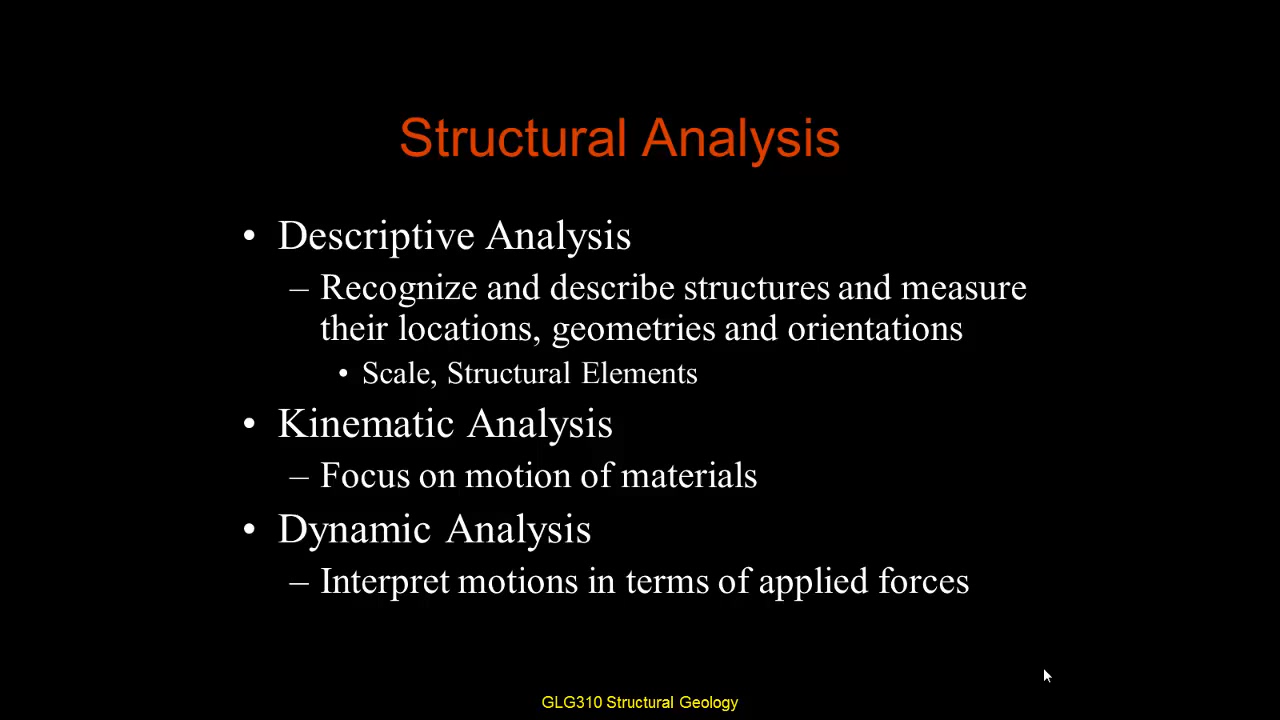 Structural Analysis
• Descriptive Analysis
– Recognize and describe structures and measure
their locations, geometries and orientations
• Scale, Structural Elements
• Kinematic Analysis
– Focus on motion of materials
• Dynamic Analysis
– Interpret motions in terms of applied forces
GLG310 Structural Geology